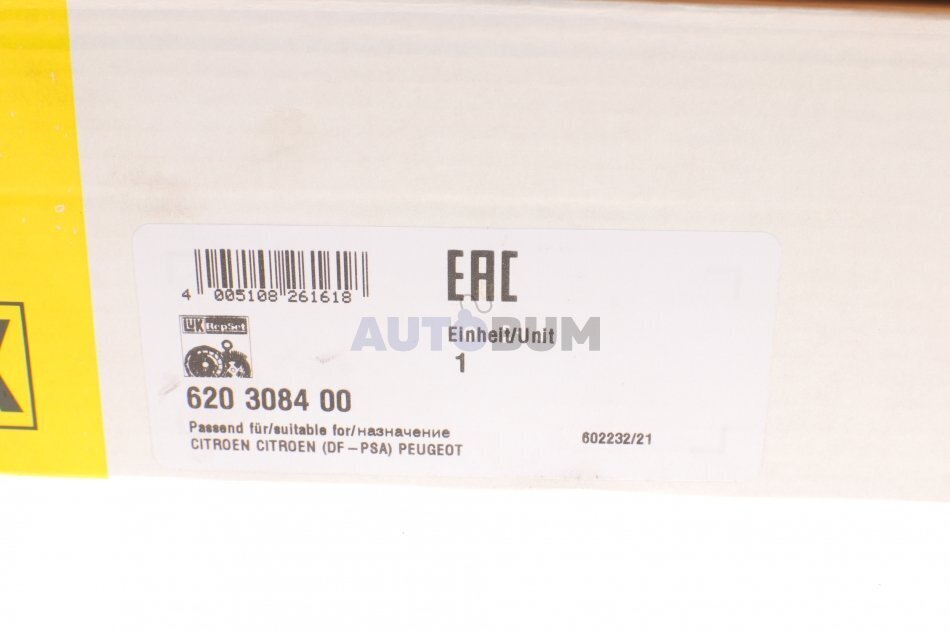 EAC
4 005108 261618
LUK RepSet
AUTODUM
Einheit/Unit
1
620 3084 00
Passend für/suitable for/назначение
CITROEN CITROEN (DF-PSA) PEUGEOT
602232/21
K